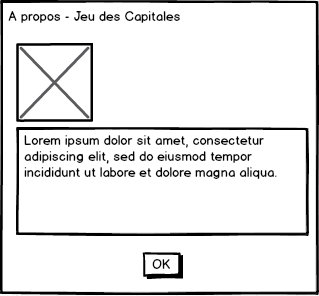 A propos - Jeu des Capitales
Lorem ipsum dolor sit amet, consectetur
adipiscing elit, sed do eiusmod tempor
incididunt ut labore et dolore magna aliqua.
OK